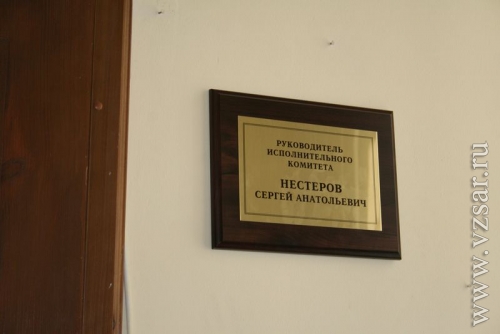 РУКОВОДИТЕЛЬ
ИСПОЛНИТЕЛЬНОГО
КОМИТЕТА
НЕСТЕРОВ
СЕРГЕЙ АНАТОЛЬЕВИЧ
www.vzsar.ru